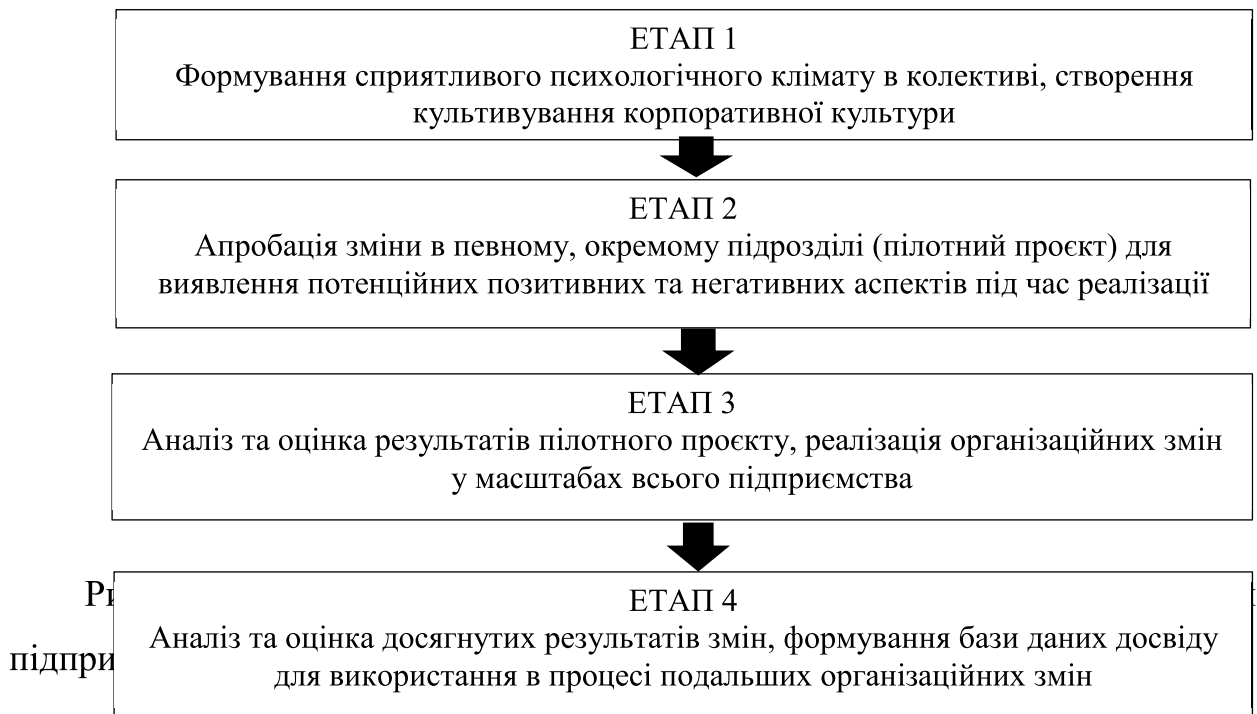 ЕТАП 1
Формування сприятливого психологічного клімату в колективі, створення
культивування корпоративної культури
ЕТАП 2
Апробація зміни в певному, окремому підрозділі (пілотний проєкт) для
виявлення потенційних позитивних та негативних аспектів під час реалізації
ЕТАП 3
Аналіз та оцінка результатів пілотного проєкту, реалізація організаційних змін
у масштабах всього підприємства
ЕТАП 4
Аналіз та оцінка досягнутих результатів змін, формування бази даних досвіду
для використання в процесі подальших організаційних змін